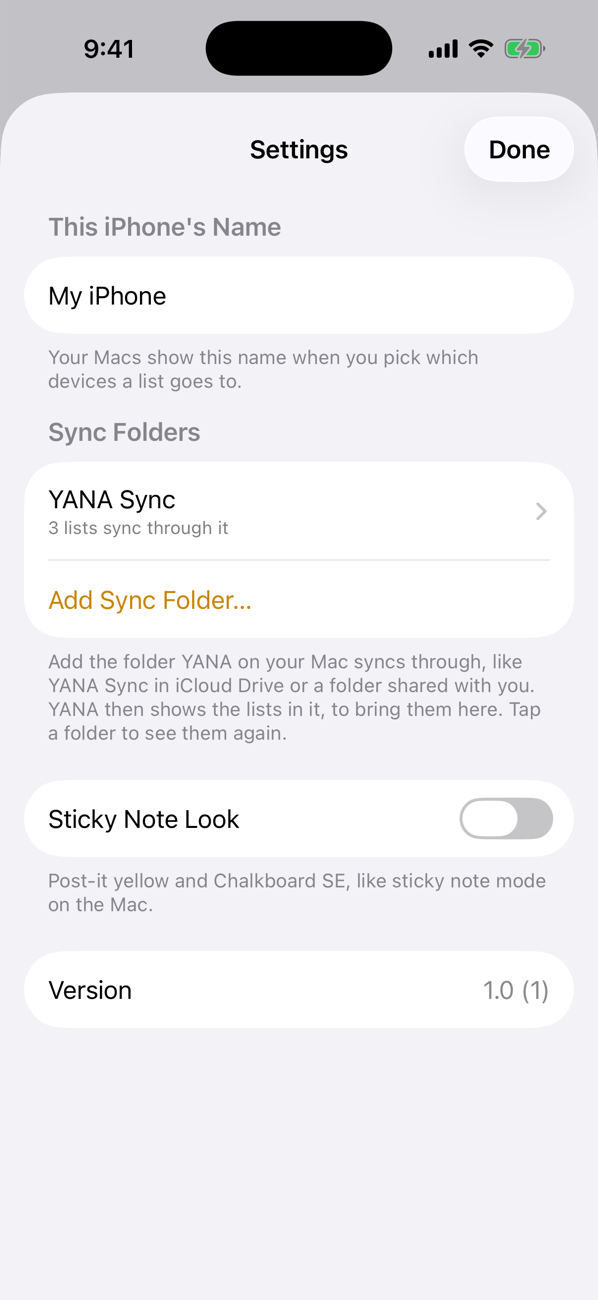 9:41
Settings
Done
This iPhone's Name
My iPhone
Your Macs show this name when you pick which
devices a list goes to.
Sync Folders
YANA Sync
3 lists sync through it
Add Sync Folder...
Add the folder YANA on your Mac syncs through, like
YANA Sync in iCloud Drive or a folder shared with you.
YANA then shows the lists in it, to bring them here. Tap
a folder to see them again.
Sticky Note Look
Post-it yellow and Chalkboard SE, like sticky note mode
on the Mac.
Version
1.0 (1)